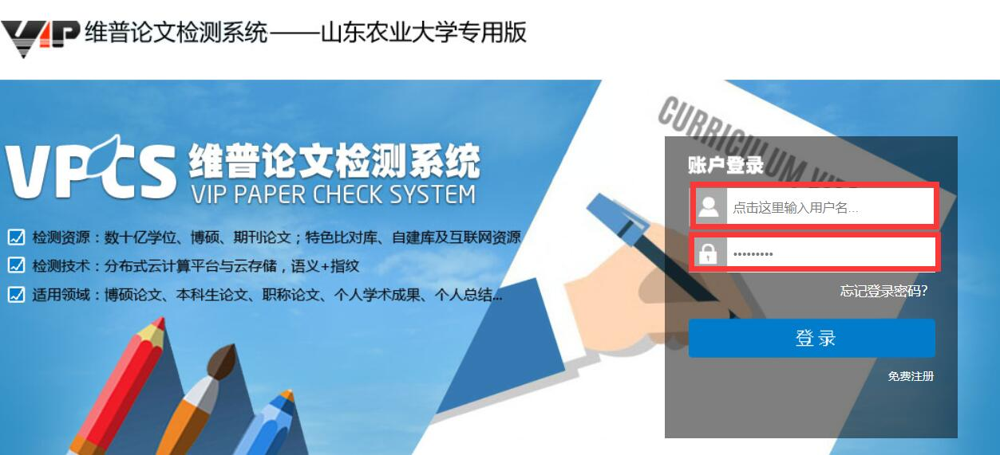 VIP 维普论文检测系统——山东农业大学专用版
CURRICULUM
VPCS 维普论文检测系统
VIP PAPER CHECK SYSTEM
检测资源：数十亿学位、博硕、期刊论文；特色比对库、自建库及互联网资源
检测技术：分布式云计算平台与云存储，语义+指纹
适用领域：博硕论文、本科生论文、职称论文、个人学术成果、个人总结...
账户登录
点击这里输入用户名...
•••••••••
忘记登录密码?
登录
免费注册